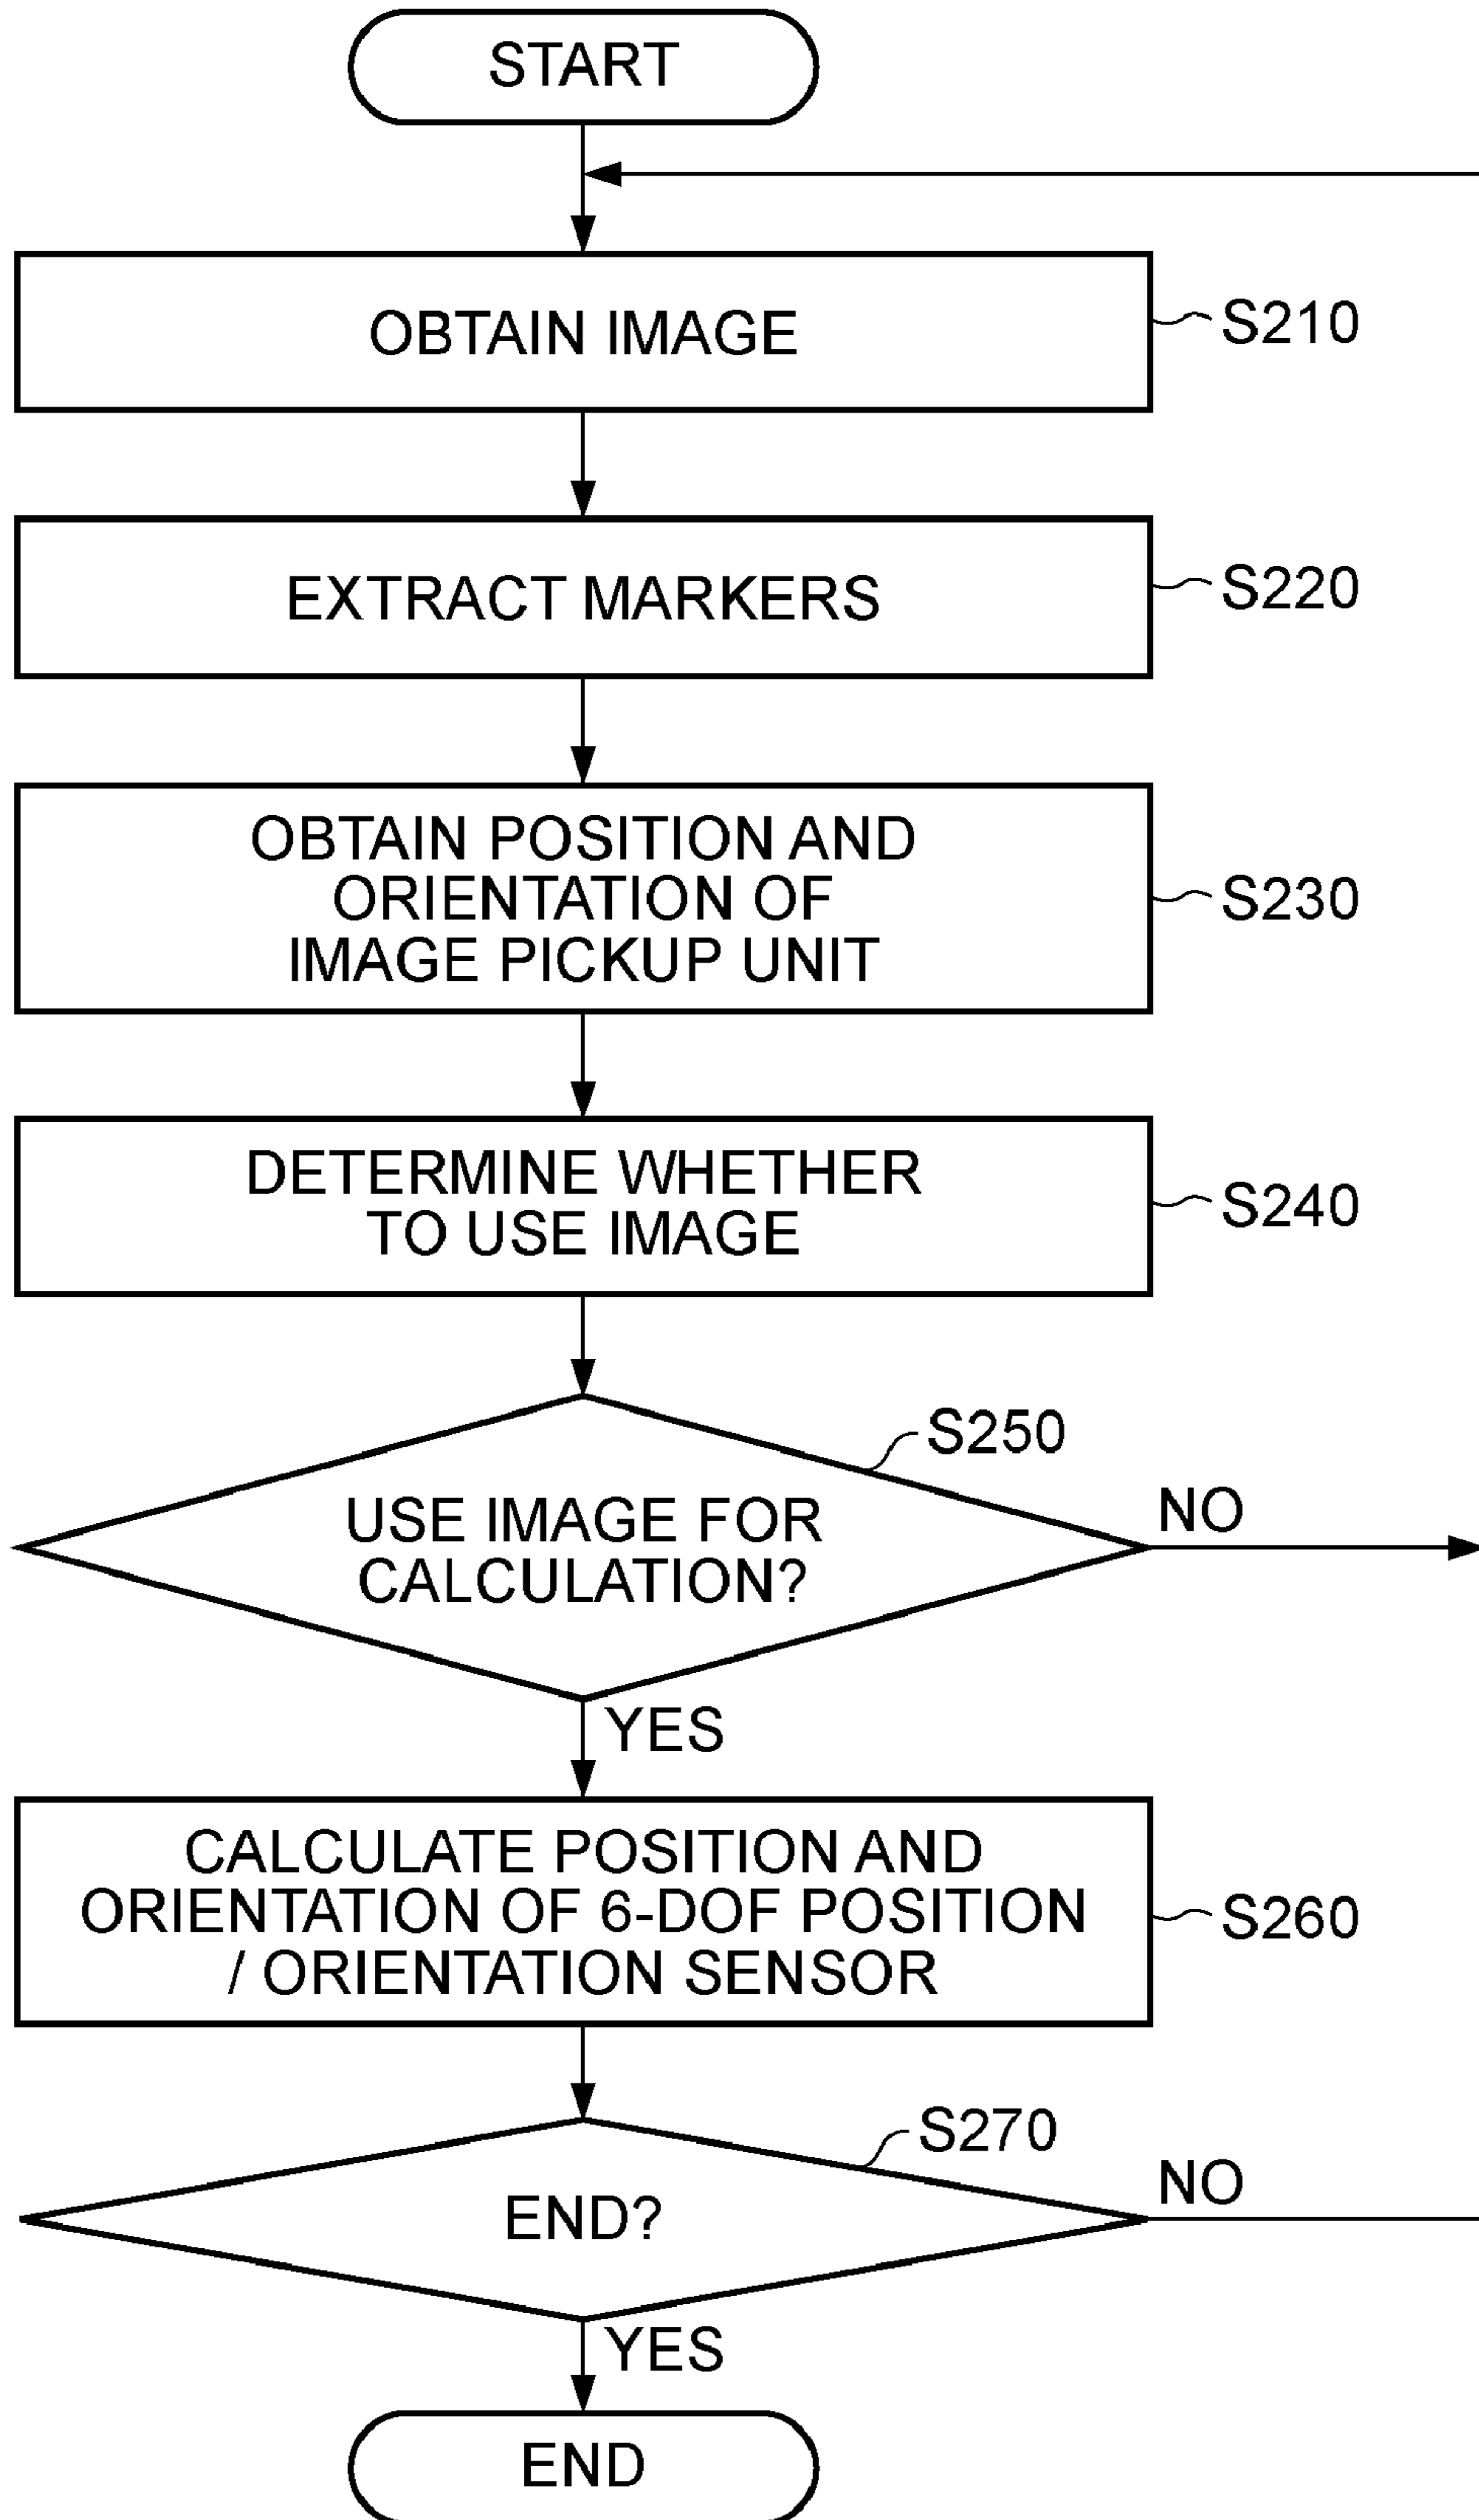 START
OBTAIN IMAGE
S210
EXTRACT MARKERS
S220
OBTAIN POSITION AND
ORIENTATION OF
IMAGE PICKUP UNIT
S230
DETERMINE WHETHER
TO USE IMAGE
S240
S250
USE IMAGE FOR
CALCULATION?
NO
YES
CALCULATE POSITION AND
ORIENTATION OF 6-DOF POSITION
/ ORIENTATION SENSOR
S260
S270
END?
NO
YES
END